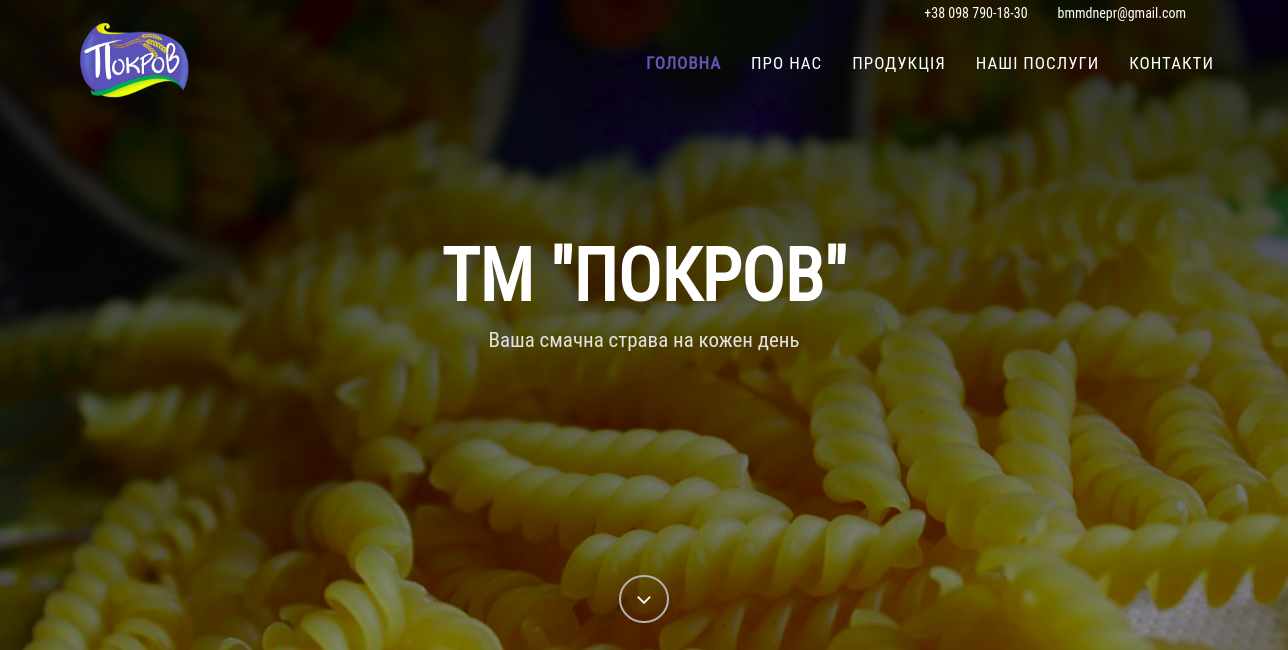 +38 098 790-18-30 bmmdnepr@gmail.com
Покров
ГОЛОВНА ПРО НАС ПРОДУКЦІЯ НАШІ ПОСЛУГИ КОНТАКТИ
ТМ "ПОКРОВ"
Ваша смачна страва на кожен день